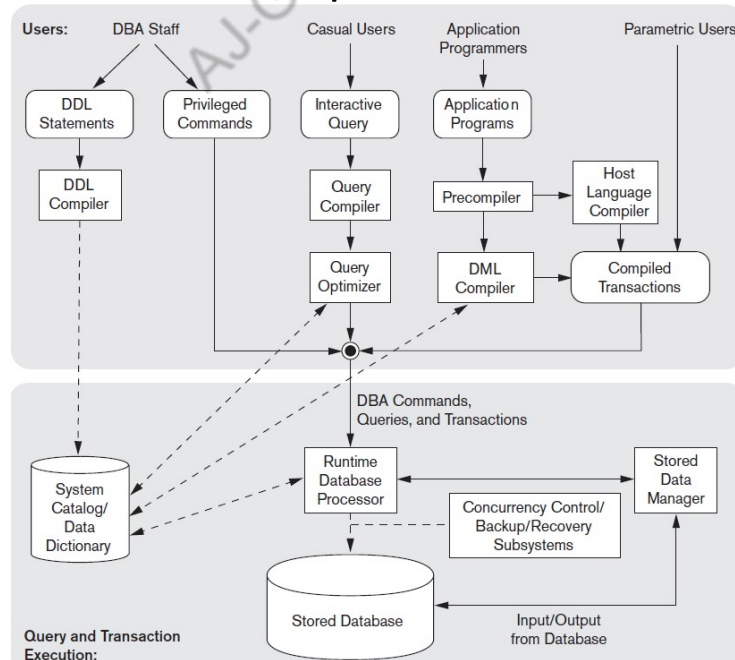 Users:
DBA Staff
Casual Users
Application
Programmers
Parametric Users
DDL
Statements
Privileged
Commands
Interactive
Query
Application
Programs
DDL
Compiler
Query
Compiler
Precompiler
Host
Language
Compiler
Query
Optimizer
DML
Compiler
Compiled
Transactions
DBA Commands,
Queries, and Transactions
System
Catalog/
Data
Dictionary
Runtime
Database
Processor
Stored
Data
Manager
Concurrency Control/
Backup/Recovery
Subsystems
Stored Database
Input/Output
from Database
Query and Transaction
Execution: